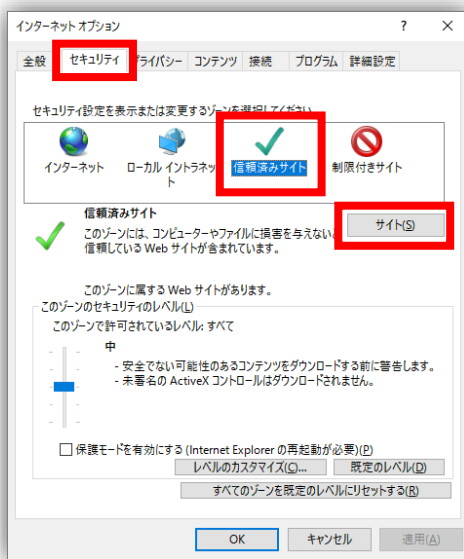 インターネット オプション ? ×
全般 セキュリティ プライバシー コンテンツ 接続 プログラム 詳細設定
セキュリティ設定を表示または変更するゾーンを選択してください。
インターネット ローカル イントラネット 信頼済みサイト 制限付きサイト
信頼済みサイト
サイト(S)
このゾーンには、コンピューターやファイルに損害を与えないと
信頼している Web サイトが含まれています。
このゾーンに属する Web サイトがあります。
このゾーンのセキュリティのレベル(L)
このゾーンで許可されているレベル: すべて
中
- 安全でない可能性のあるコンテンツをダウンロードする前に警告します。
- 未署名の ActiveX コントロールはダウンロードされません。
保護モードを有効にする (Internet Explorer の再起動が必要)(P)
レベルのカスタマイズ(C)... 既定のレベル(D)
すべてのゾーンを既定のレベルにリセットする(R)
OK キャンセル 適用(A)